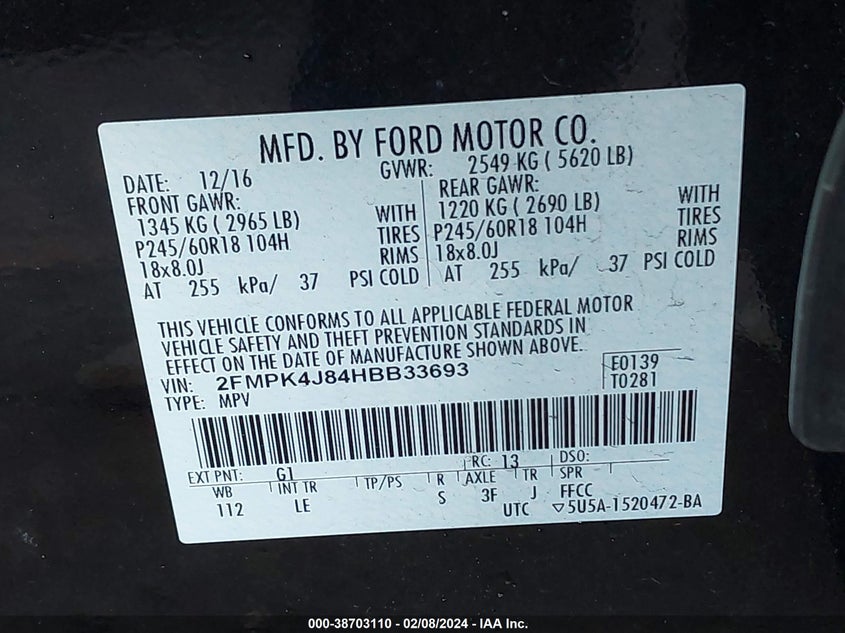 MFD. BY FORD MOTOR CO.
DATE: 12/16 GVWR: 2549 KG ( 5620 LB)
FRONT GAWR: REAR GAWR:
1345 KG ( 2965 LB) WITH 1220 KG ( 2690 LB) WITH
P245/60R18 104H TIRES P245/60R18 104H TIRES
18x8.0J RIMS 18x8.0J RIMS
AT 255 kPa/ 37 PSI COLD AT 255 kPa/ 37 PSI COLD
THIS VEHICLE CONFORMS TO ALL APPLICABLE FEDERAL MOTOR
VEHICLE SAFETY AND THEFT PREVENTION STANDARDS IN
EFFECT ON THE DATE OF MANUFACTURE SHOWN ABOVE.
VIN: 2FMPK4J84HBB33693 E0139
TYPE: MPV T0281
EXT PNT: G1 RC: 13 DSO:
WB INT TR TP/PS R AXLE TR SPR
112 LE S 3F J FFCC
UTC ▽5U5A-1520472-BA
000-38703110 - 02/08/2024 - IAA Inc.